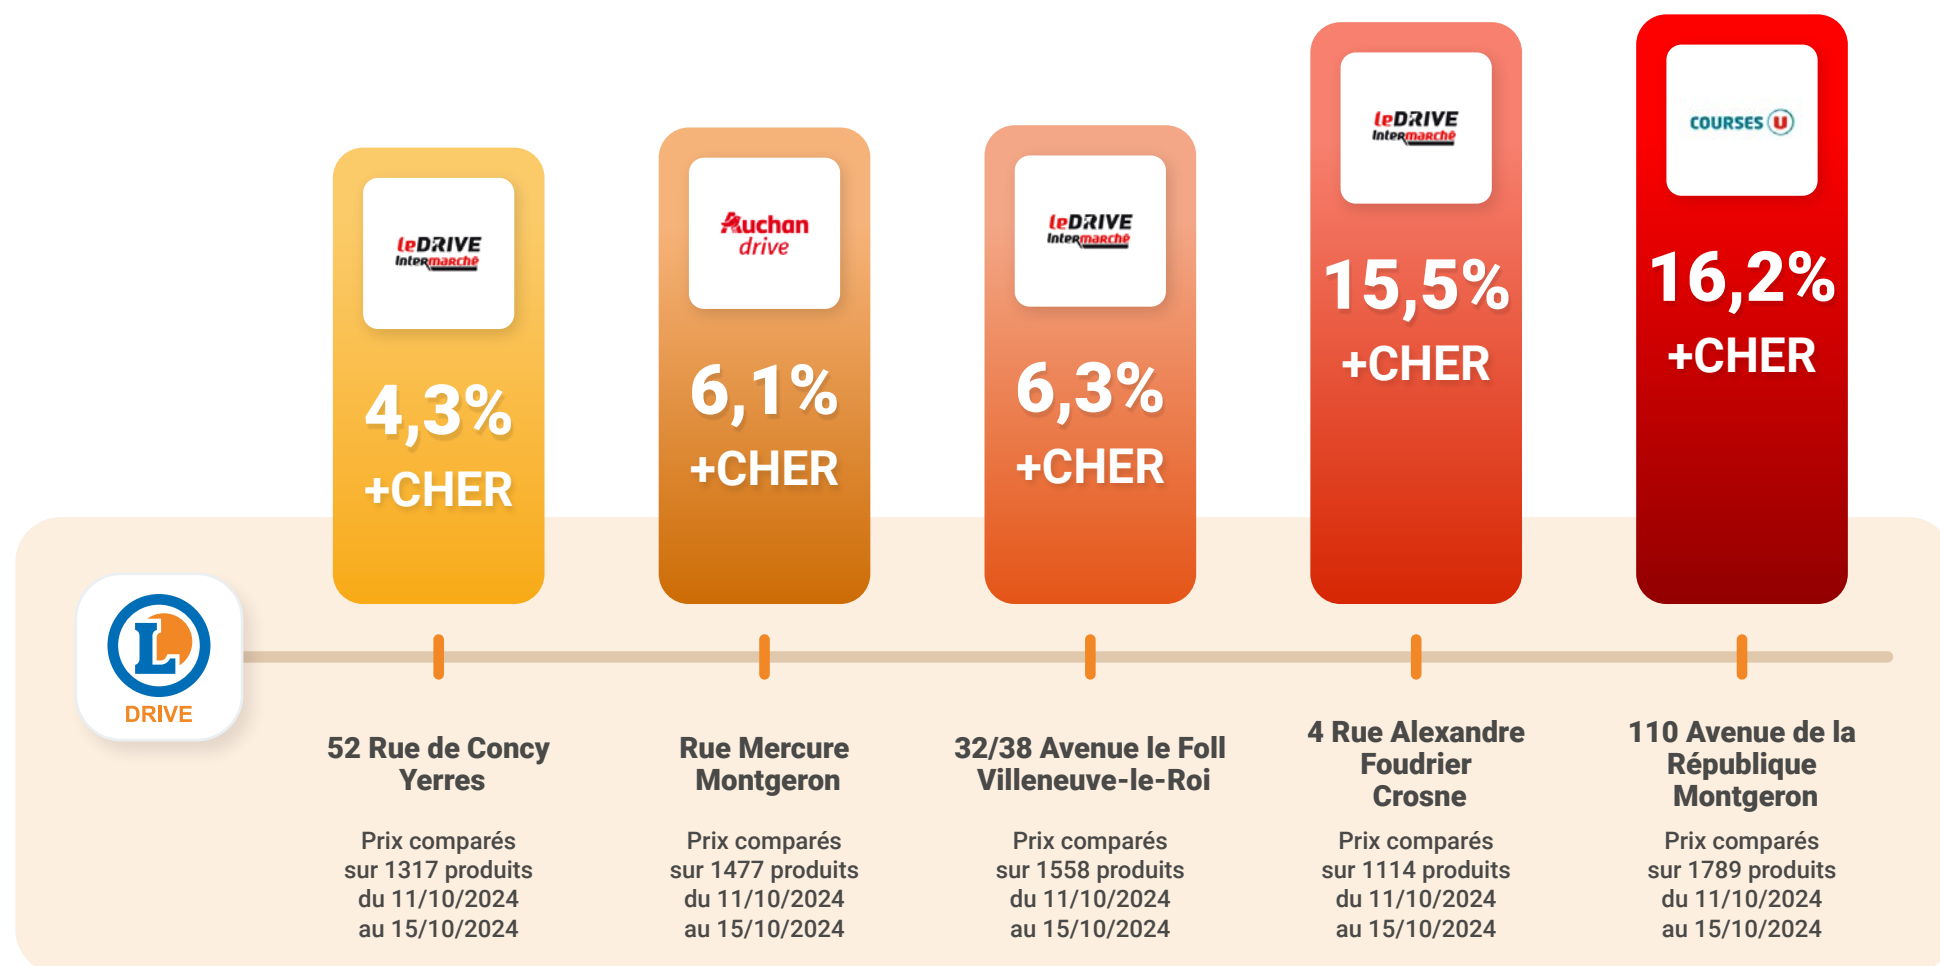 leDRIVE
Intermarché
4,3%
+CHER
Auchan
drive
6,1%
+CHER
leDRIVE
Intermarché
6,3%
+CHER
leDRIVE
Intermarché
15,5%
+CHER
COURSES U
16,2%
+CHER
L
DRIVE
52 Rue de Concy
Yerres
Prix comparés
sur 1317 produits
du 11/10/2024
au 15/10/2024
Rue Mercure
Montgeron
Prix comparés
sur 1477 produits
du 11/10/2024
au 15/10/2024
32/38 Avenue le Foll
Villeneuve-le-Roi
Prix comparés
sur 1558 produits
du 11/10/2024
au 15/10/2024
4 Rue Alexandre
Foudrier
Crosne
Prix comparés
sur 1114 produits
du 11/10/2024
au 15/10/2024
110 Avenue de la
République
Montgeron
Prix comparés
sur 1789 produits
du 11/10/2024
au 15/10/2024